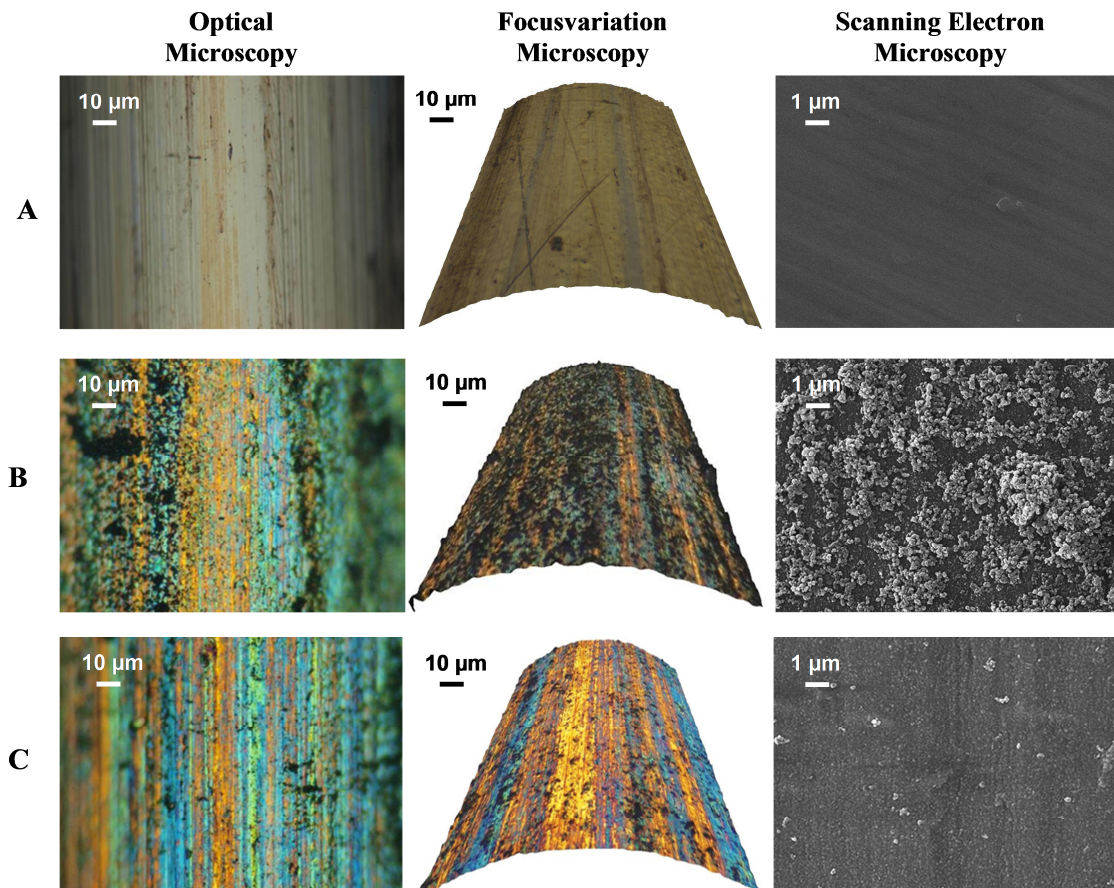 Optical
Microscopy
Focusvariation
Microscopy
Scanning Electron
Microscopy
A
10 µm
10 µm
1 µm
B
10 µm
10 µm
1 µm
C
10 µm
10 µm
1 µm